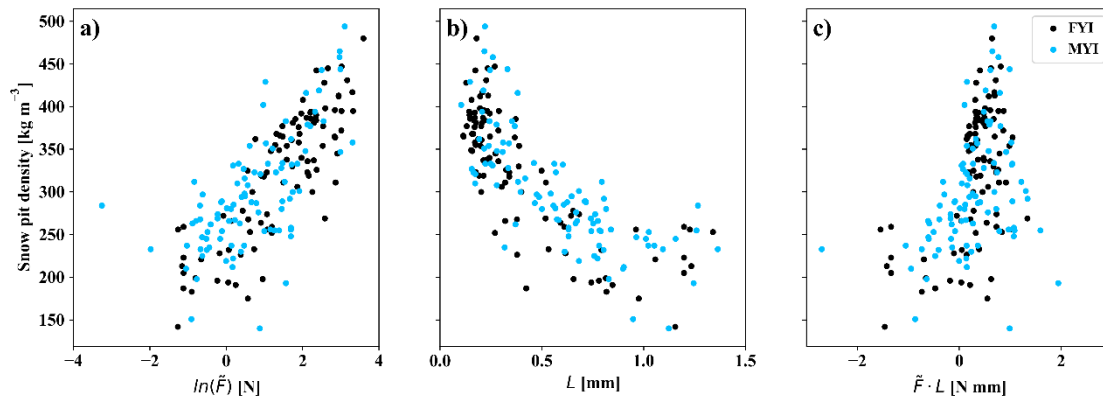 a)
b)
c)
FYI
MYI
Snow pit density [kg m⁻³]
500
450
400
350
300
250
200
150
−4
−2
0
2
4
ln(F̃) [N]
0.0
0.5
1.0
1.5
L [mm]
−2
0
2
F̃ · L [N mm]